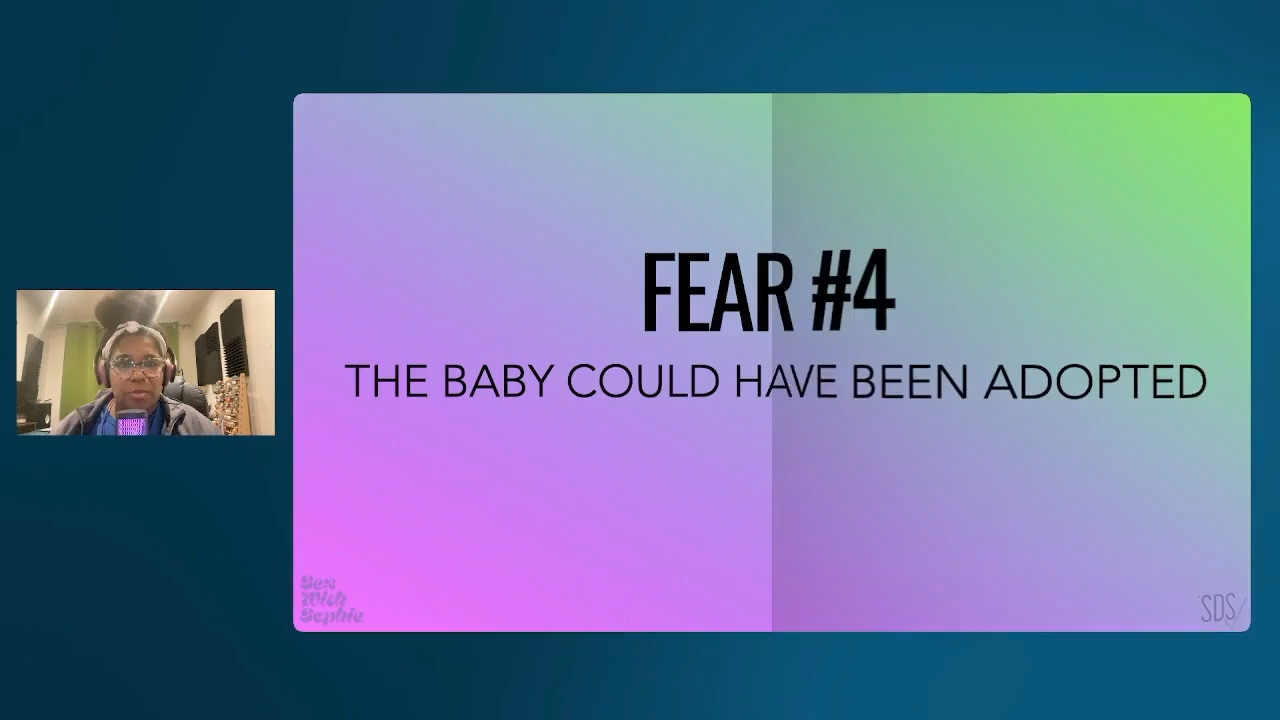 FEAR #4
THE BABY COULD HAVE BEEN ADOPTED
Sex
With
Sophie
SDS